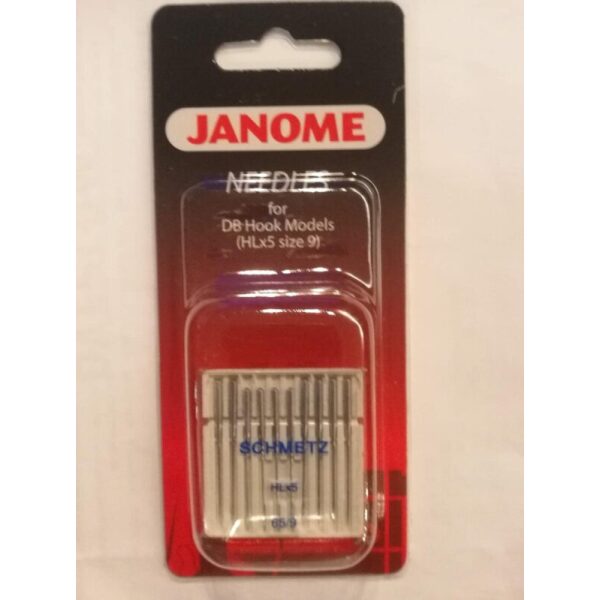 JANOME
NEEDLES
for
DB Hook Models
(HLx5 size 9)
SCHMETZ
HLx5
65/9